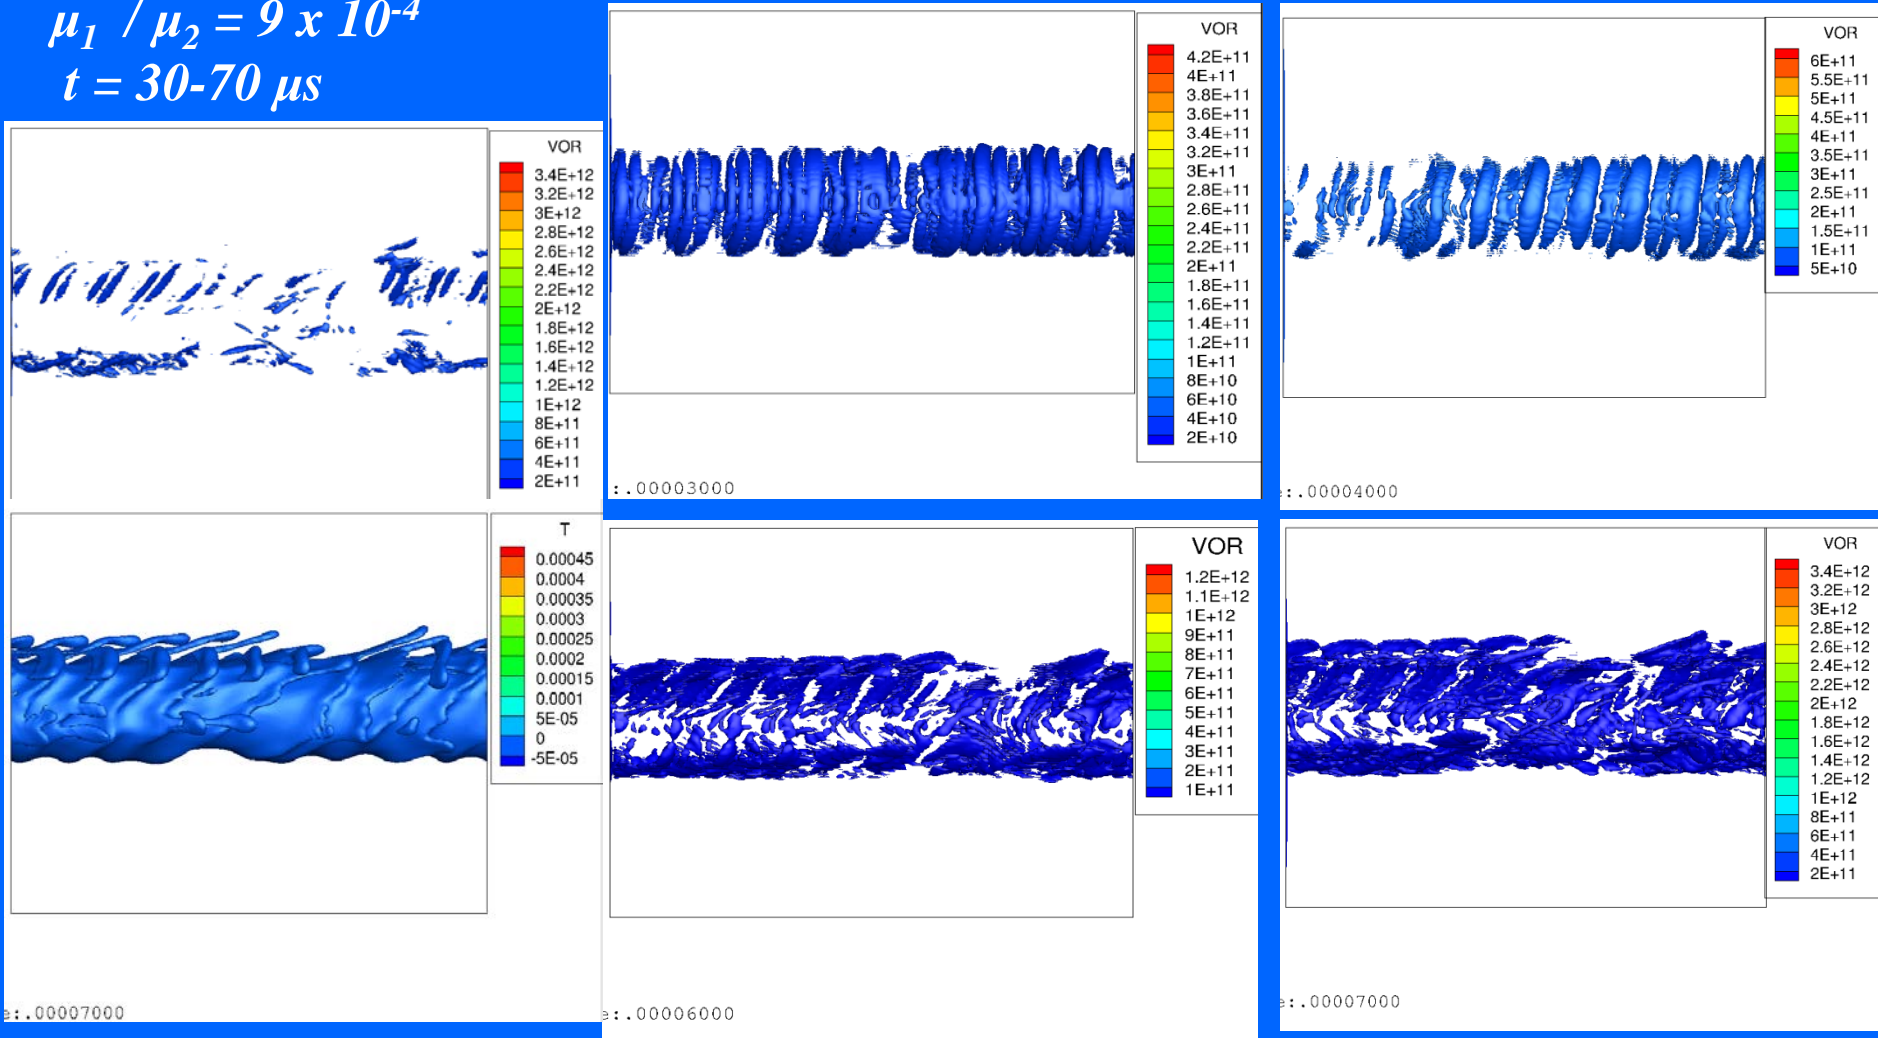 μ1 / μ2 = 9 x 10-4
t = 30-70 μs
VOR
3.4E+12
3.2E+12
3E+12
2.8E+12
2.6E+12
2.4E+12
2.2E+12
2E+12
1.8E+12
1.6E+12
1.4E+12
1.2E+12
1E+12
8E+11
6E+11
4E+11
2E+11
VOR
4.2E+11
4E+11
3.8E+11
3.6E+11
3.4E+11
3.2E+11
3E+11
2.8E+11
2.6E+11
2.4E+11
2.2E+11
2E+11
1.8E+11
1.6E+11
1.4E+11
1.2E+11
1E+11
8E+10
6E+10
4E+10
2E+10
:.00003000
VOR
6E+11
5.5E+11
5E+11
4.5E+11
4E+11
3.5E+11
3E+11
2.5E+11
2E+11
1.5E+11
1E+11
5E+10
e:.00004000
T
0.00045
0.0004
0.00035
0.0003
0.00025
0.0002
0.00015
0.0001
5E-05
0
-5E-05
e:.00007000
VOR
1.2E+12
1.1E+12
1E+12
9E+11
8E+11
7E+11
6E+11
5E+11
4E+11
3E+11
2E+11
1E+11
e:.00006000
VOR
3.4E+12
3.2E+12
3E+12
2.8E+12
2.6E+12
2.4E+12
2.2E+12
2E+12
1.8E+12
1.6E+12
1.4E+12
1.2E+12
1E+12
8E+11
6E+11
4E+11
2E+11
e:.00007000